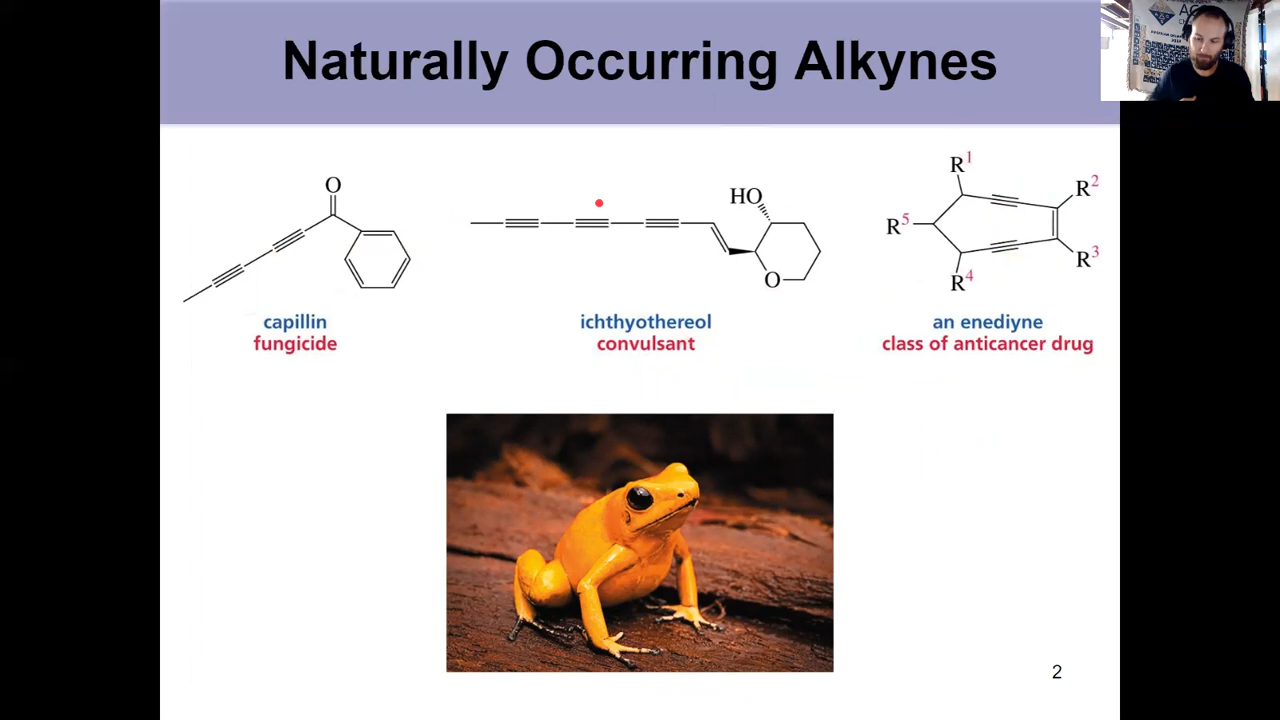 Naturally Occurring Alkynes
O
HO
O
R1
R2
R5
R3
R4
capillin
fungicide
ichthyothereol
convulsant
an enediyne
class of anticancer drug
2